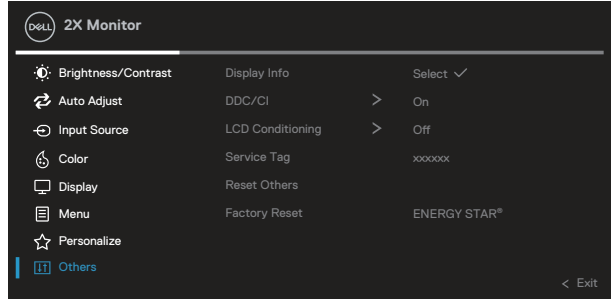 DELL 2X Monitor
Brightness/Contrast Display Info Select ✓
Auto Adjust DDC/CI > On
Input Source LCD Conditioning > Off
Color Service Tag xxxxxx
Display Reset Others
Menu Factory Reset ENERGY STAR®
Personalize
Others
< Exit